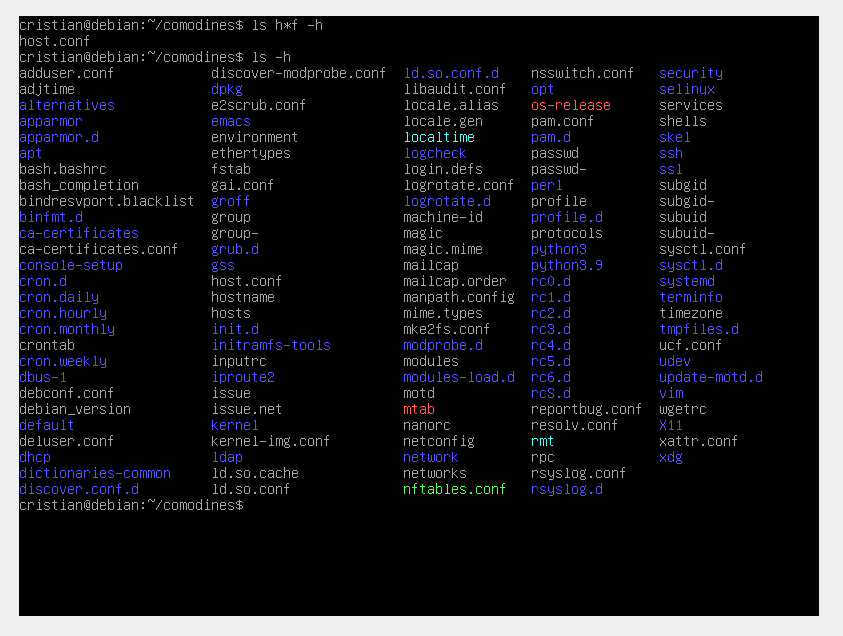 cristian@debian:~/comodines$ ls h*f -h
host.conf
cristian@debian:~/comodines$ ls -h
adduser.conf discover-modprobe.conf ld.so.conf.d nsswitch.conf security
adjtime dpkg libaudit.conf opt selinux
alternatives e2scrub.conf locale.alias os-release services
apparmor emacs locale.gen pam.conf shells
apparmor.d environment localtime pam.d skel
apt ethertypes logcheck passwd ssh
bash.bashrc fstab login.defs passwd- ssl
bash_completion gai.conf logrotate.conf perl subgid
bindresvport.blacklist groff logrotate.d profile subgid-
binfmt.d group machine-id profile.d subuid
ca-certificates group- magic protocols subuid-
ca-certificates.conf grub.d magic.mime python3 sysctl.conf
console-setup gss mailcap python3.9 sysctl.d
cron.d host.conf mailcap.order rc0.d systemd
cron.daily hostname manpath.config rc1.d terminfo
cron.hourly hosts mime.types rc2.d timezone
cron.monthly init.d mke2fs.conf rc3.d tmpfiles.d
crontab initramfs-tools modprobe.d rc4.d ucf.conf
cron.weekly inputrc modules rc5.d udev
dbus-1 iproute2 modules-load.d rc6.d update-motd.d
debconf.conf issue motd rcS.d vim
debian_version issue.net mtab reportbug.conf wgetrc
default kernel nanorc resolv.conf X11
deluser.conf kernel-img.conf netconfig rmt xattr.conf
dhcp ldap network rpc xdg
dictionaries-common ld.so.cache networks rsyslog.conf
discover.conf.d ld.so.conf nftables.conf rsyslog.d
cristian@debian:~/comodines$